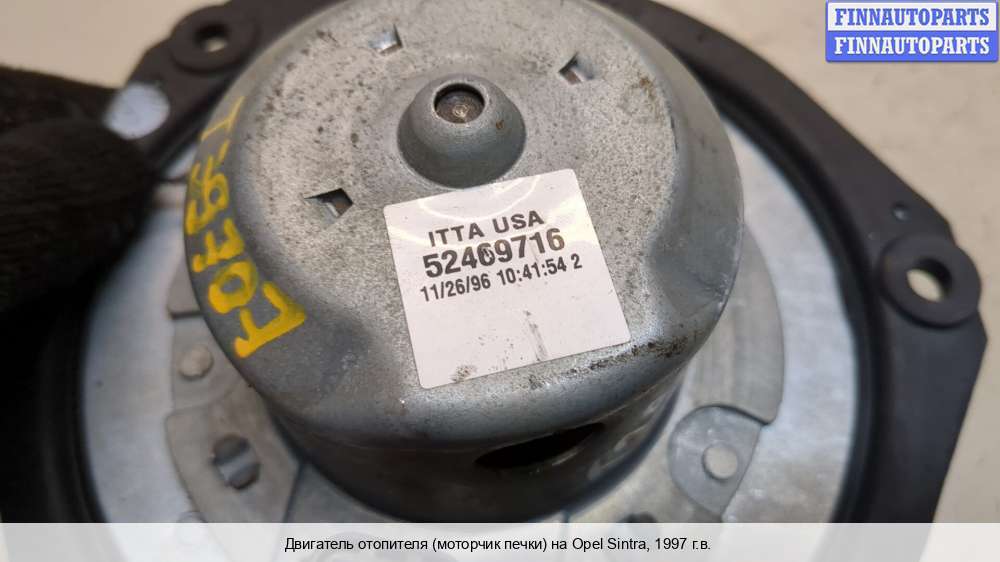 FINNAUTOPARTS
FINNAUTOPARTS
ITTA USA
52469716
11/26/96 10:41:54 2
Двигатель отопителя (моторчик печки) на Opel Sintra, 1997 г.в.